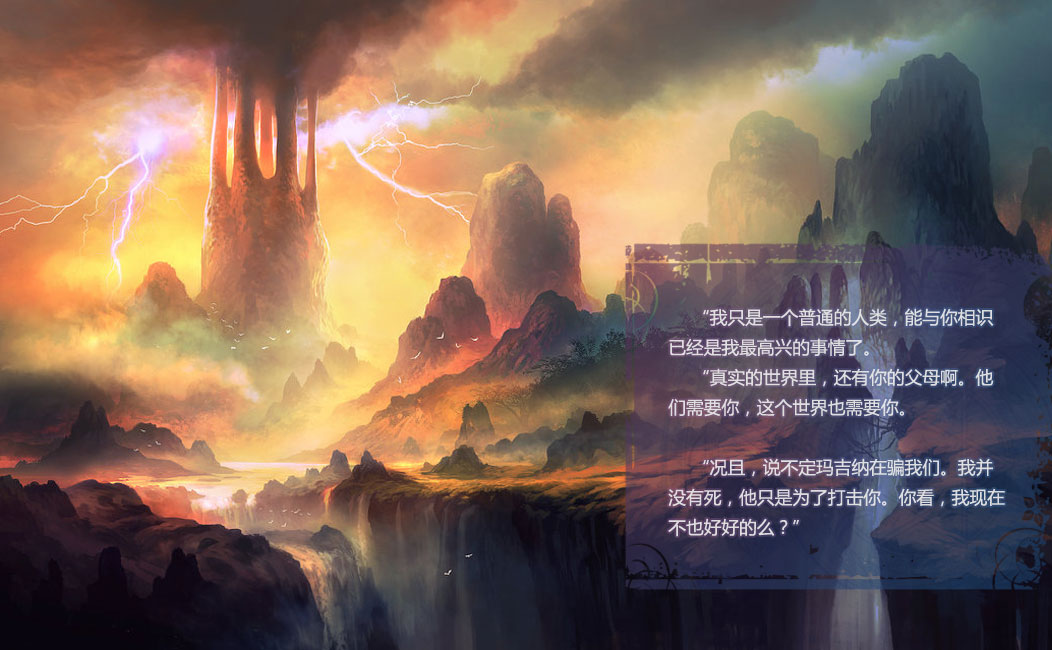 “我只是一个普通的人类，能与你相识
已经是我最高兴的事情了。
“真实的世界里，还有你的父母啊。他
们需要你，这个世界也需要你。
“况且，说不定玛吉纳在骗我们。我并
没有死，他只是为了打击你。你看，我现在
不也好好的么？”